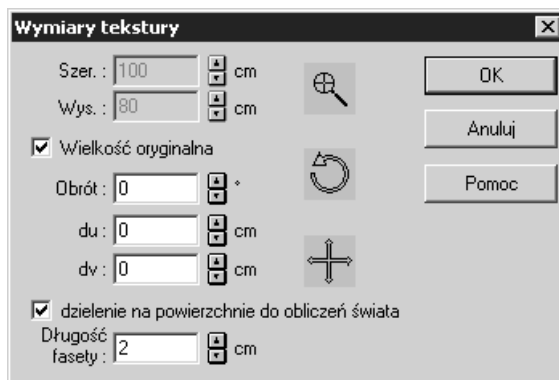 Wymiary tekstury
Szer. : 100 cm
OK
Wys. : 80 cm
Anuluj
Wielkość oryginalna
Obrót : 0 °
Pomoc
du : 0 cm
dv : 0 cm
dzielenie na powierzchnie do obliczeń świata
Długość
fasety : 2 cm